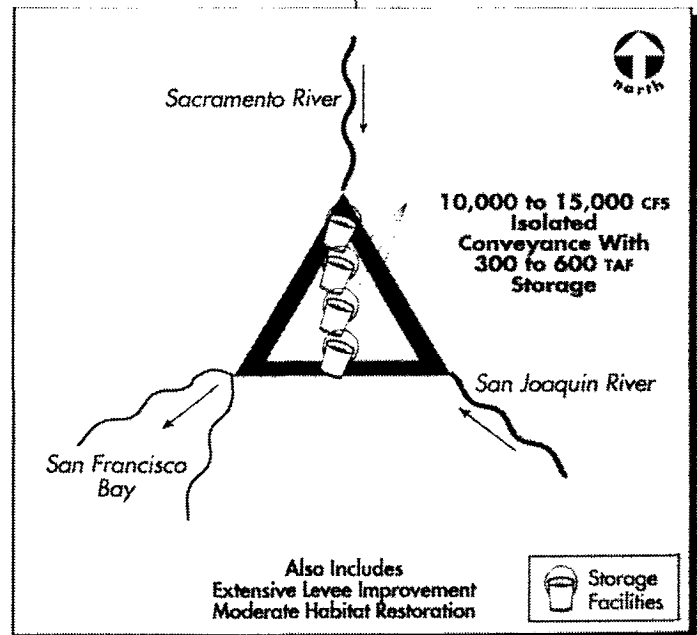 north
Sacramento River
10,000 to 15,000 CFS
Isolated
Conveyance With
300 to 600 TAF
Storage
San Joaquin River
San Francisco
Bay
Also Includes
Extensive Levee Improvement
Moderate Habitat Restoration
Storage
Facilities